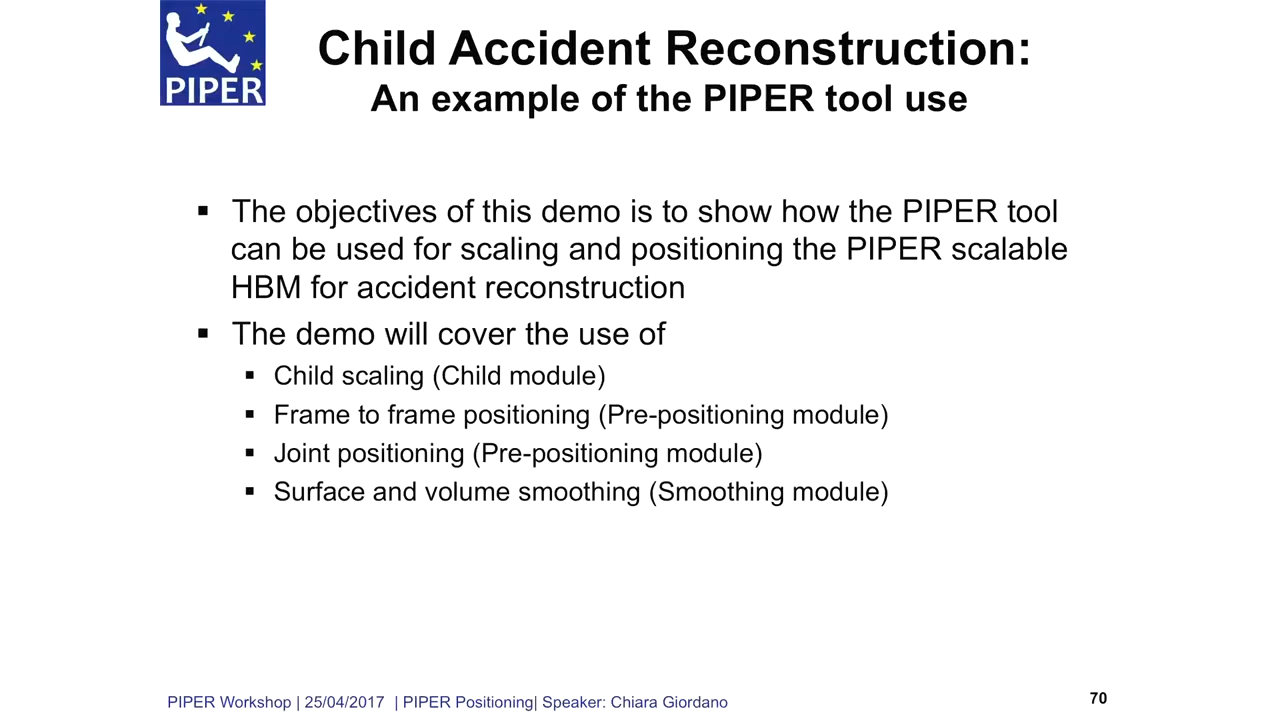 PIPER
Child Accident Reconstruction:
An example of the PIPER tool use
▪ The objectives of this demo is to show how the PIPER tool
can be used for scaling and positioning the PIPER scalable
HBM for accident reconstruction
▪ The demo will cover the use of
▪ Child scaling (Child module)
▪ Frame to frame positioning (Pre-positioning module)
▪ Joint positioning (Pre-positioning module)
▪ Surface and volume smoothing (Smoothing module)
PIPER Workshop | 25/04/2017 | PIPER Positioning| Speaker: Chiara Giordano
70